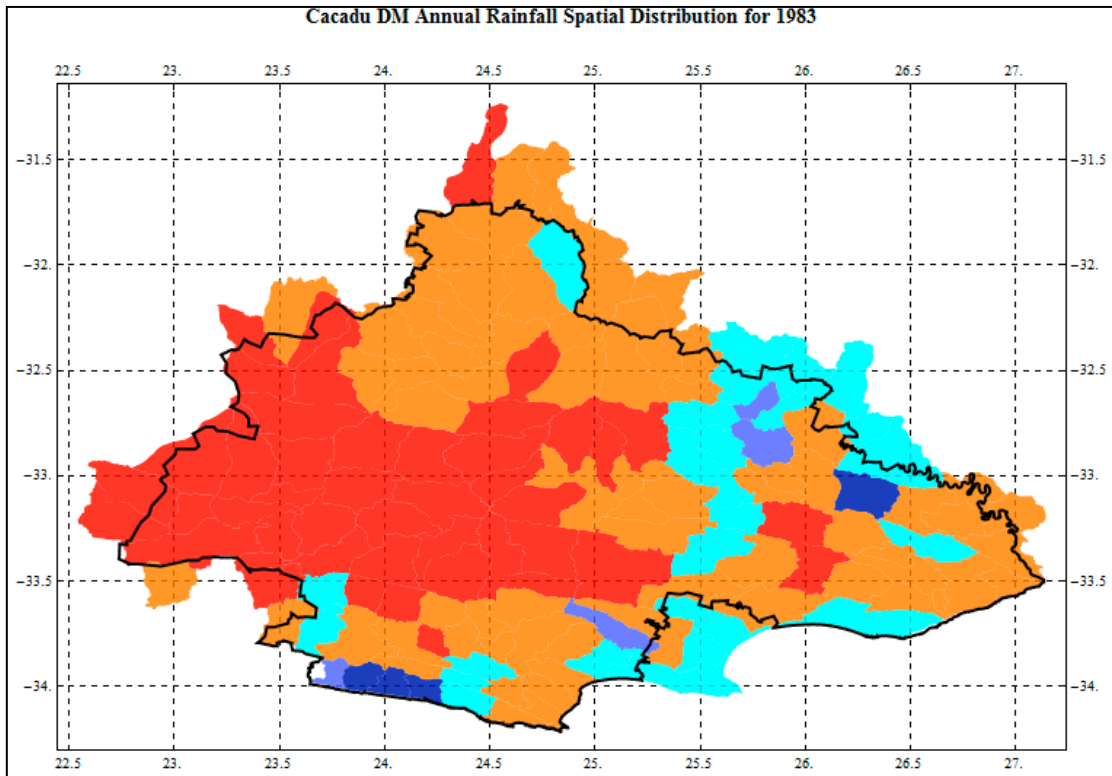 Cacadu DM Annual Rainfall Spatial Distribution for 1983
22.5 23. 23.5 24. 24.5 25. 25.5 26. 26.5 27.
-31.5 -31.5
-32. -32.
-32.5 -32.5
-33. -33.
-33.5 -33.5
-34. -34.
22.5 23. 23.5 24. 24.5 25. 25.5 26. 26.5 27.